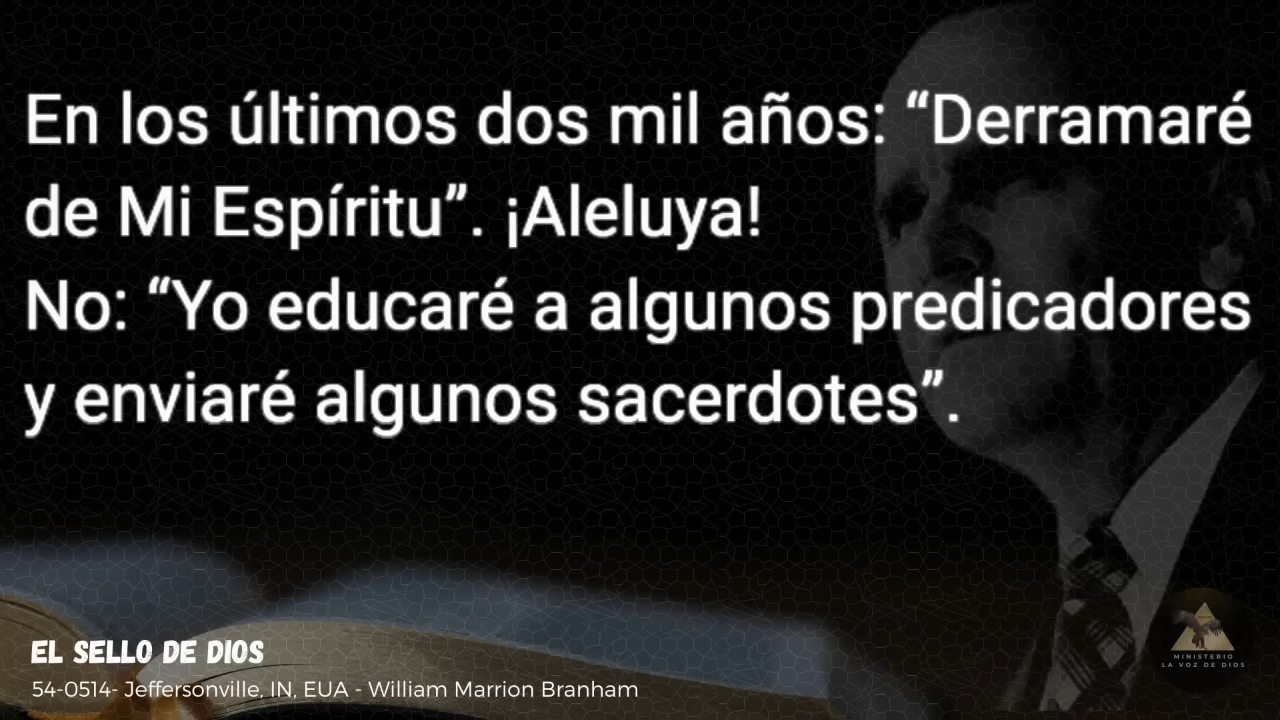 En los últimos dos mil años: “Derramaré
de Mi Espíritu”. ¡Aleluya!
No: “Yo educaré a algunos predicadores
y enviaré algunos sacerdotes”.
EL SELLO DE DIOS
54-0514- Jeffersonville, IN, EUA - William Marrion Branham
MINISTERIO
LA VOZ DE DIOS